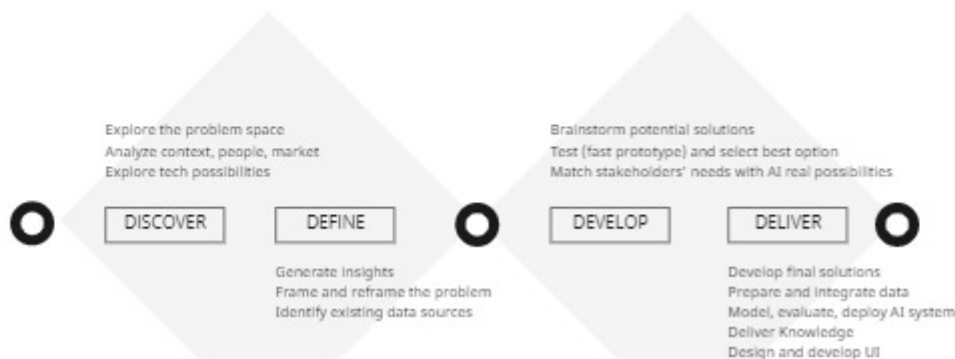 Explore the problem space
Analyze context, people, market
Explore tech possibilities
DISCOVER
DEFINE
Generate insights
Frame and reframe the problem
Identify existing data sources
Brainstorm potential solutions
Test (fast prototype) and select best option
Match stakeholders' needs with AI real possibilities
DEVELOP
DELIVER
Develop final solutions
Prepare and integrate data
Model, evaluate, deploy AI system
Deliver Knowledge
Design and develop UI